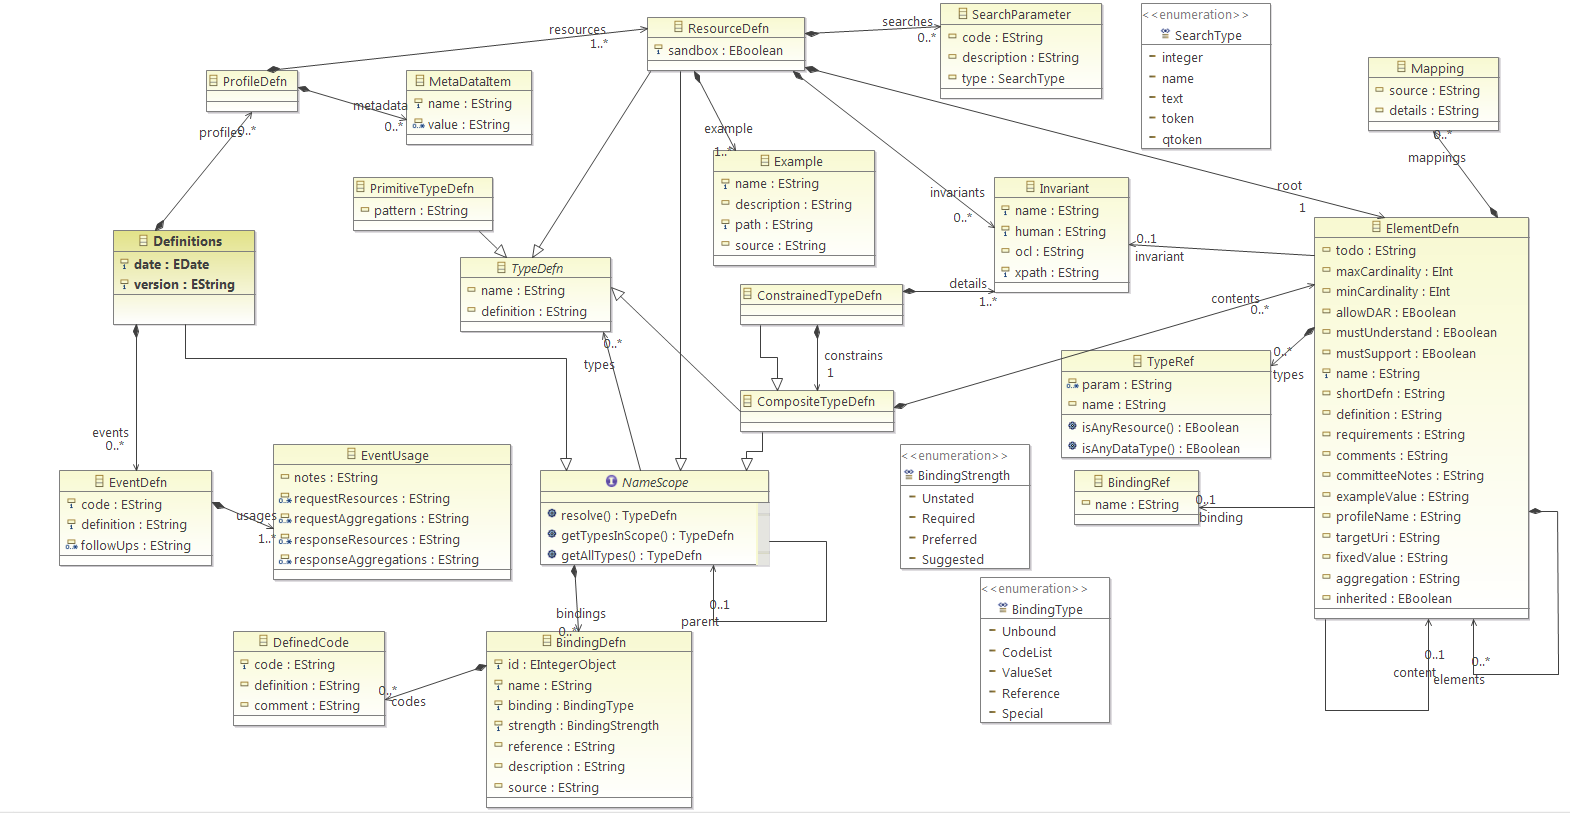 ResourceDefn
sandbox : EBoolean
resources
1..*
searches
0..*
SearchParameter
code : EString
description : EString
type : SearchType
<<enumeration>>
SearchType
integer
name
text
token
qtoken
Mapping
source : EString
details : EString
0..*
mappings
ProfileDefn
profiles
0..*
metadata
0..*
MetaDataItem
name : EString
value : EString
example
1..*
Example
name : EString
description : EString
path : EString
source : EString
invariants
0..*
Invariant
name : EString
human : EString
ocl : EString
xpath : EString
root
1
0..1
invariant
PrimitiveTypeDefn
pattern : EString
Definitions
date : EDate
version : EString
TypeDefn
name : EString
definition : EString
0..*
types
ConstrainedTypeDefn
details
1..*
constrains
1
CompositeTypeDefn
contents
0..*
ElementDefn
todo : EString
maxCardinality : EInt
minCardinality : EInt
allowDAR : EBoolean
mustUnderstand : EBoolean
mustSupport : EBoolean
name : EString
shortDefn : EString
definition : EString
requirements : EString
comments : EString
committeeNotes : EString
exampleValue : EString
profileName : EString
targetUri : EString
fixedValue : EString
aggregation : EString
inherited : EBoolean
0..*
types
TypeRef
param : EString
name : EString
isAnyResource() : EBoolean
isAnyDataType() : EBoolean
BindingRef
name : EString
0..1
binding
0..1
content
0..*
elements
events
0..*
EventDefn
code : EString
definition : EString
followUps : EString
usages
1..*
EventUsage
notes : EString
requestResources : EString
requestAggregations : EString
responseResources : EString
responseAggregations : EString
NameScope
resolve() : TypeDefn
getTypesInScope() : TypeDefn
getAllTypes() : TypeDefn
0..1
parent
bindings
0..*
<<enumeration>>
BindingStrength
Unstated
Required
Preferred
Suggested
<<enumeration>>
BindingType
Unbound
CodeList
ValueSet
Reference
Special
DefinedCode
code : EString
definition : EString
comment : EString
0..*
codes
BindingDefn
id : EIntegerObject
name : EString
binding : BindingType
strength : BindingStrength
reference : EString
description : EString
source : EString